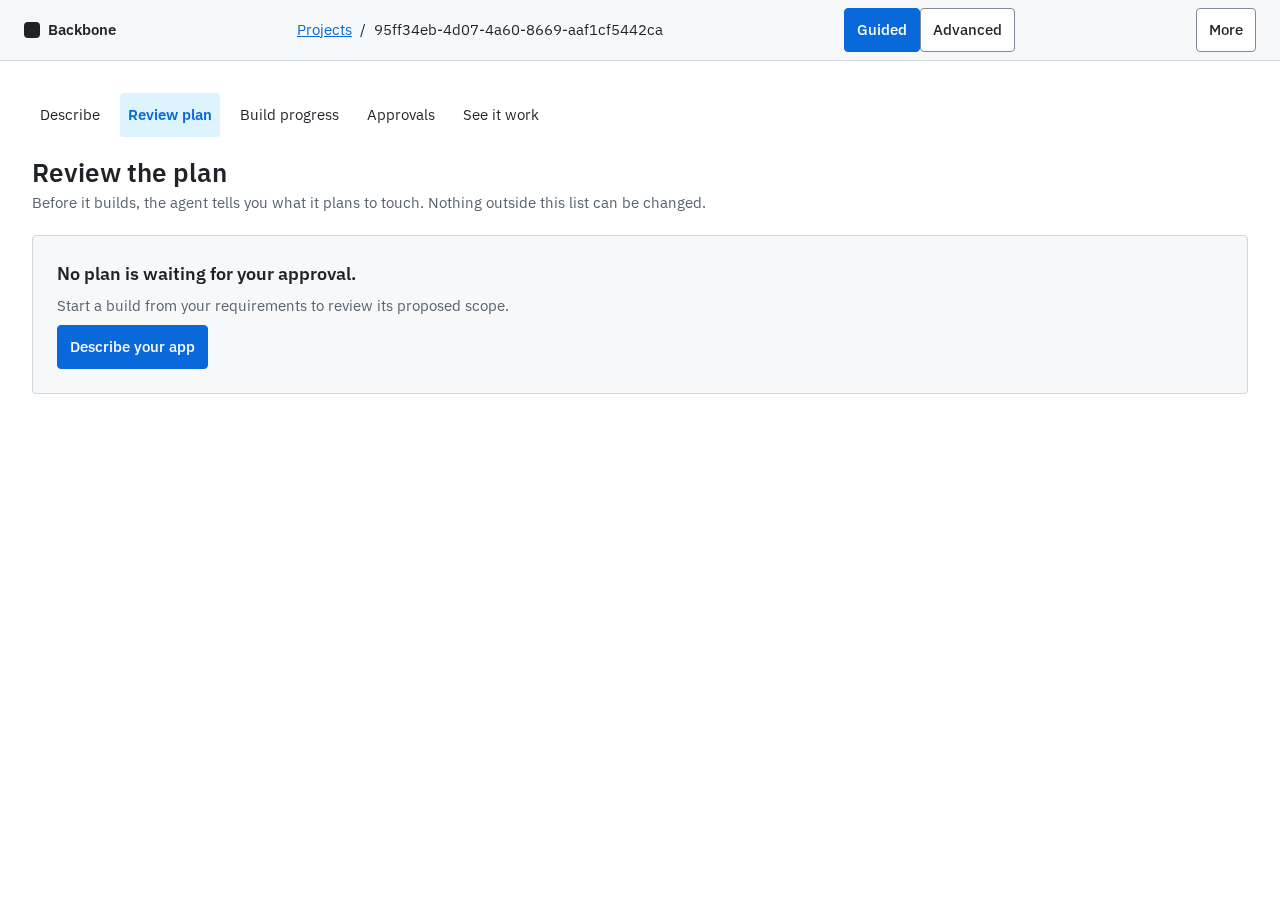 Backbone
Projects / 95ff34eb-4d07-4a60-8669-aaf1cf5442ca
Guided
Advanced
More
Describe
Review plan
Build progress
Approvals
See it work
Review the plan
Before it builds, the agent tells you what it plans to touch. Nothing outside this list can be changed.
No plan is waiting for your approval.
Start a build from your requirements to review its proposed scope.
Describe your app